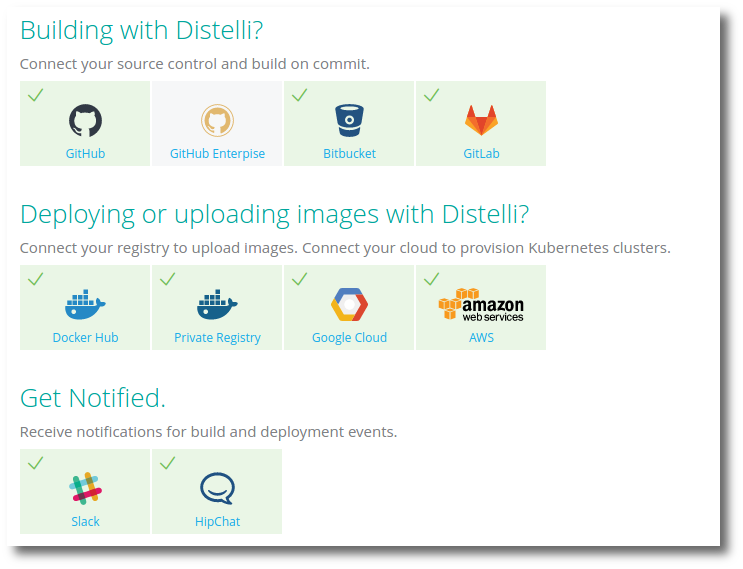 Building with Distelli?
Connect your source control and build on commit.
GitHub
GitHub Enterpise
Bitbucket
GitLab
Deploying or uploading images with Distelli?
Connect your registry to upload images. Connect your cloud to provision Kubernetes clusters.
amazon
web services
Docker Hub
Private Registry
Google Cloud
AWS
Get Notified.
Receive notifications for build and deployment events.
Slack
HipChat